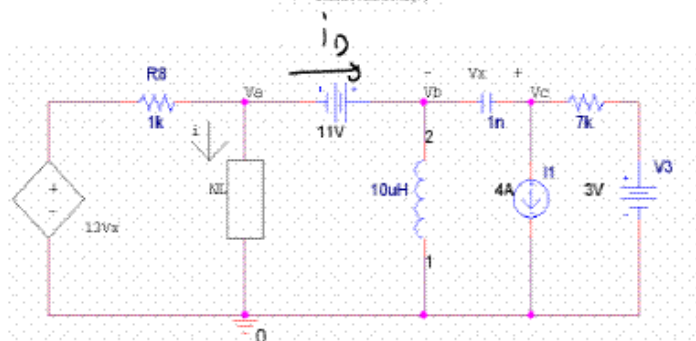 i0
R8
Va
- Vx +
Vb
Vc
1k
i
11V
1n
7k
2
NL
10uH
4A
I1
3V
V3
+
-
13Vx
1
0